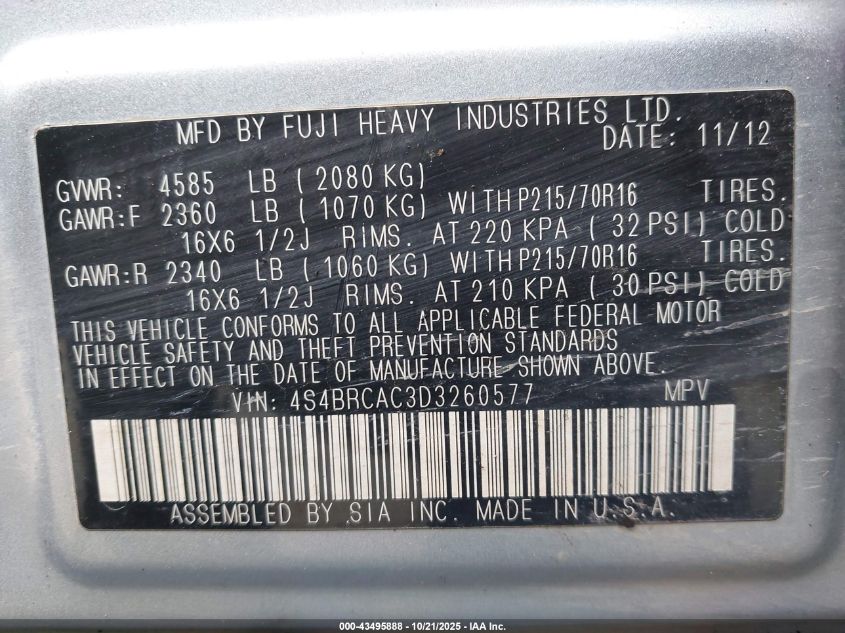 MFD BY FUJI HEAVY INDUSTRIES LTD.
DATE: 11/12
GVWR: 4585 LB ( 2080 KG)
GAWR:F 2360 LB ( 1070 KG) WITH P215/70R16 TIRES.
16X6 1/2J RIMS. AT 220 KPA ( 32 PSI) COLD
GAWR:R 2340 LB ( 1060 KG) WITH P215/70R16 TIRES.
16X6 1/2J RIMS. AT 210 KPA ( 30 PSI) COLD
THIS VEHICLE CONFORMS TO ALL APPLICABLE FEDERAL MOTOR
VEHICLE SAFETY AND THEFT PREVENTION STANDARDS
IN EFFECT ON THE DATE OF MANUFACTURE SHOWN ABOVE.
VIN: 4S4BRCAC3D3260577 MPV
ASSEMBLED BY SIA INC. MADE IN U.S.A.
000-43495888 - 10/21/2025 - IAA Inc.